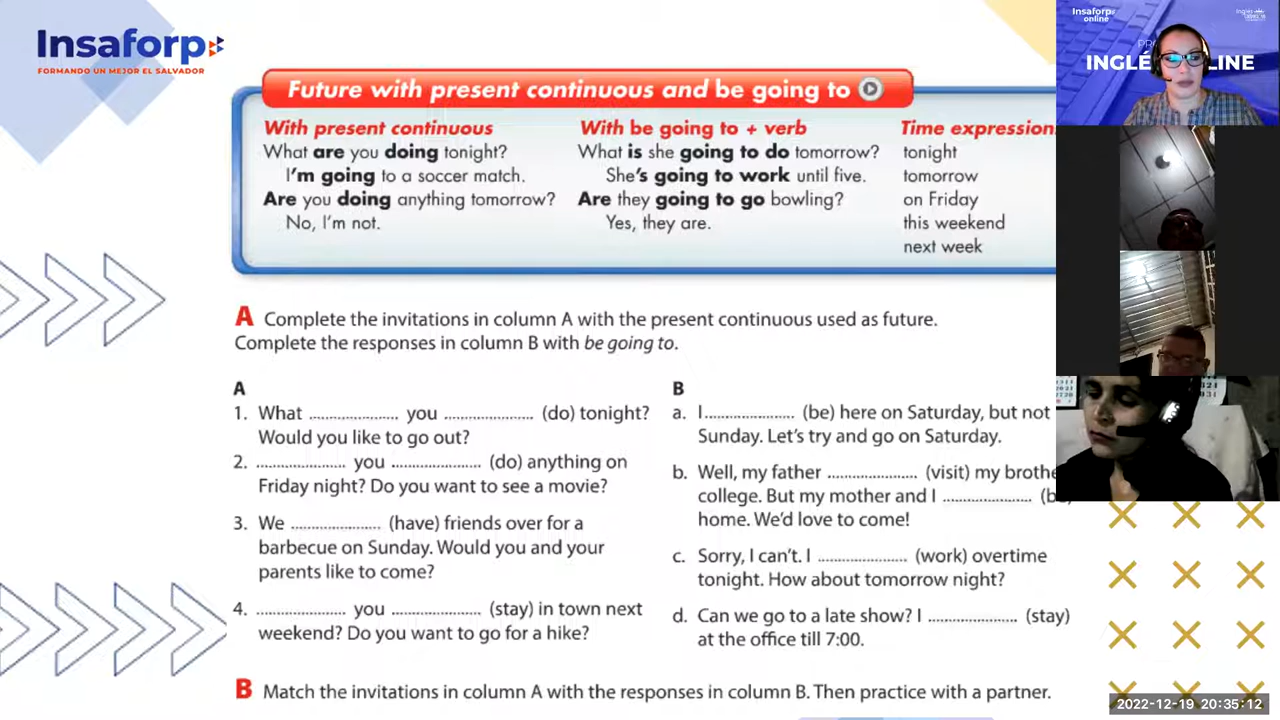 Insaforp
FORMANDO UN MEJOR EL SALVADOR
Insaforp
online
Inglés
INGLÉ LINE
Future with present continuous and be going to
With present continuous
What are you doing tonight?
I'm going to a soccer match.
Are you doing anything tomorrow?
No, I'm not.
With be going to + verb
What is she going to do tomorrow?
She's going to work until five.
Are they going to go bowling?
Yes, they are.
Time expression
tonight
tomorrow
on Friday
this weekend
next week
A Complete the invitations in column A with the present continuous used as future.
Complete the responses in column B with be going to.
A
1. What .................... you .................... (do) tonight?
Would you like to go out?
2. .................... you .................... (do) anything on
Friday night? Do you want to see a movie?
3. We .................... (have) friends over for a
barbecue on Sunday. Would you and your
parents like to come?
4. .................... you .................... (stay) in town next
weekend? Do you want to go for a hike?
B
a. I .................... (be) here on Saturday, but not
Sunday. Let's try and go on Saturday.
b. Well, my father .................... (visit) my brothe
college. But my mother and I .................... (b
home. We'd love to come!
c. Sorry, I can't. I .................... (work) overtime
tonight. How about tomorrow night?
d. Can we go to a late show? I .................... (stay)
at the office till 7:00.
B Match the invitations in column A with the responses in column B. Then practice with a partner.
2022-12-19 20:35:12